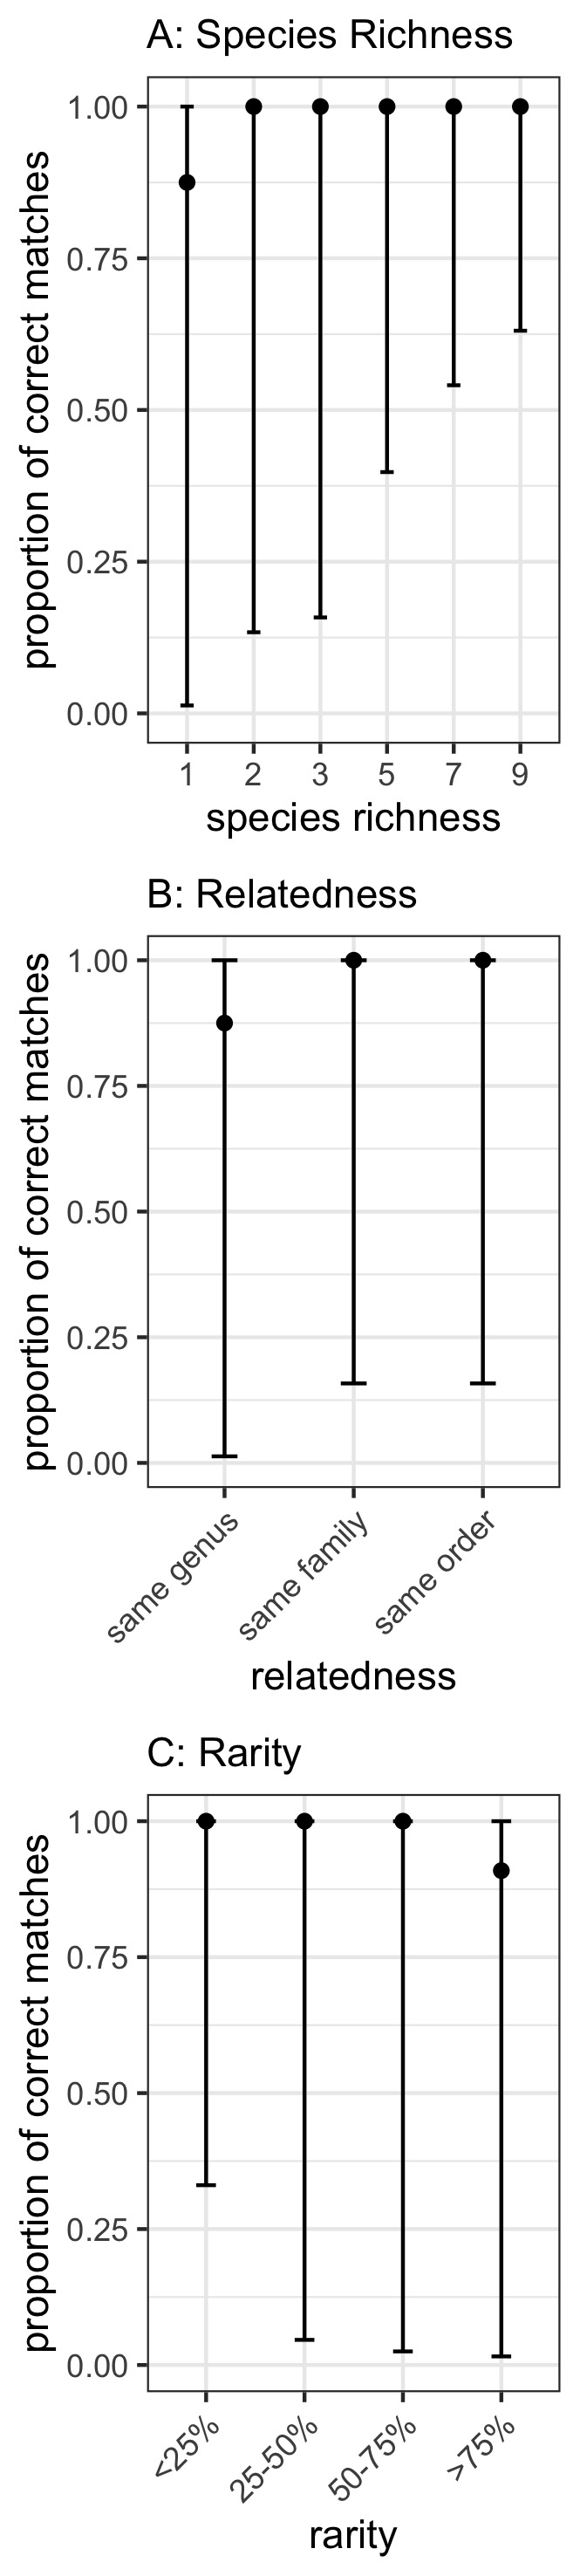 A: Species Richness
proportion of correct matches
1.00
0.75
0.50
0.25
0.00
1 2 3 5 7 9
species richness
B: Relatedness
proportion of correct matches
1.00
0.75
0.50
0.25
0.00
same genus
same family
same order
relatedness
C: Rarity
proportion of correct matches
1.00
0.75
0.50
0.25
0.00
<25%
25-50%
50-75%
>75%
rarity